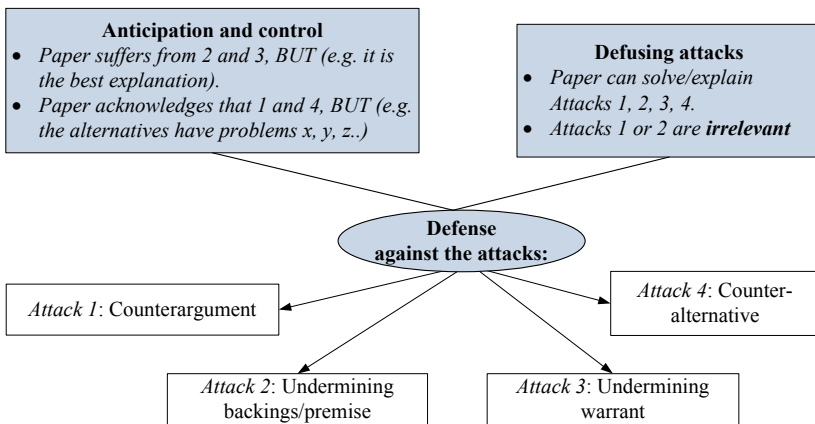 Anticipation and control
• Paper suffers from 2 and 3, BUT (e.g. it is
the best explanation).
• Paper acknowledges that 1 and 4, BUT (e.g.
the alternatives have problems x, y, z..)
Defusing attacks
• Paper can solve/explain
Attacks 1, 2, 3, 4.
• Attacks 1 or 2 are irrelevant
Defense
against the attacks:
Attack 1: Counterargument
Attack 4: Counter-
alternative
Attack 2: Undermining
backings/premise
Attack 3: Undermining
warrant